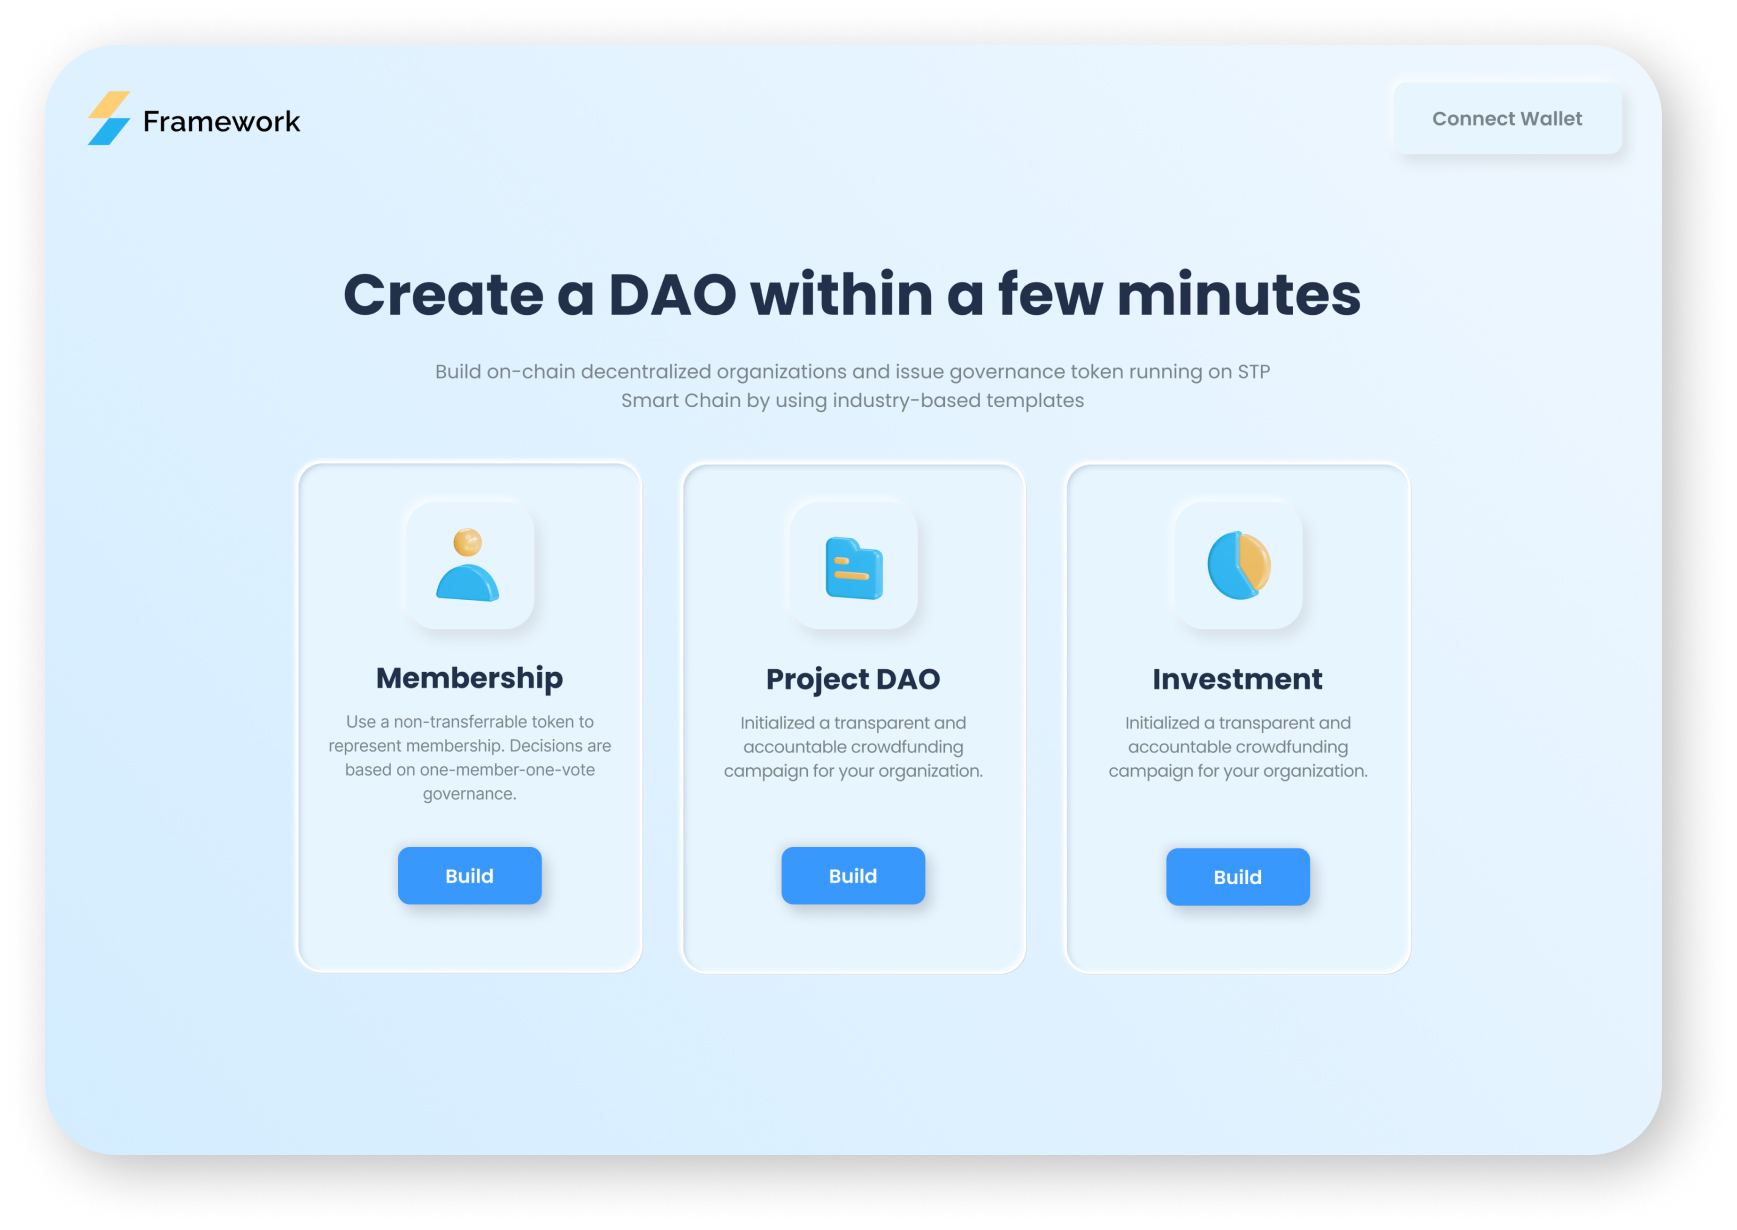 Framework
Connect Wallet
Create a DAO within a few minutes
Build on-chain decentralized organizations and issue governance token running on STP
Smart Chain by using industry-based templates
Membership
Use a non-transferrable token to
represent membership. Decisions are
based on one-member-one-vote
governance.
Build
Project DAO
Initialized a transparent and
accountable crowdfunding
campaign for your organization.
Build
Investment
Initialized a transparent and
accountable crowdfunding
campaign for your organization.
Build